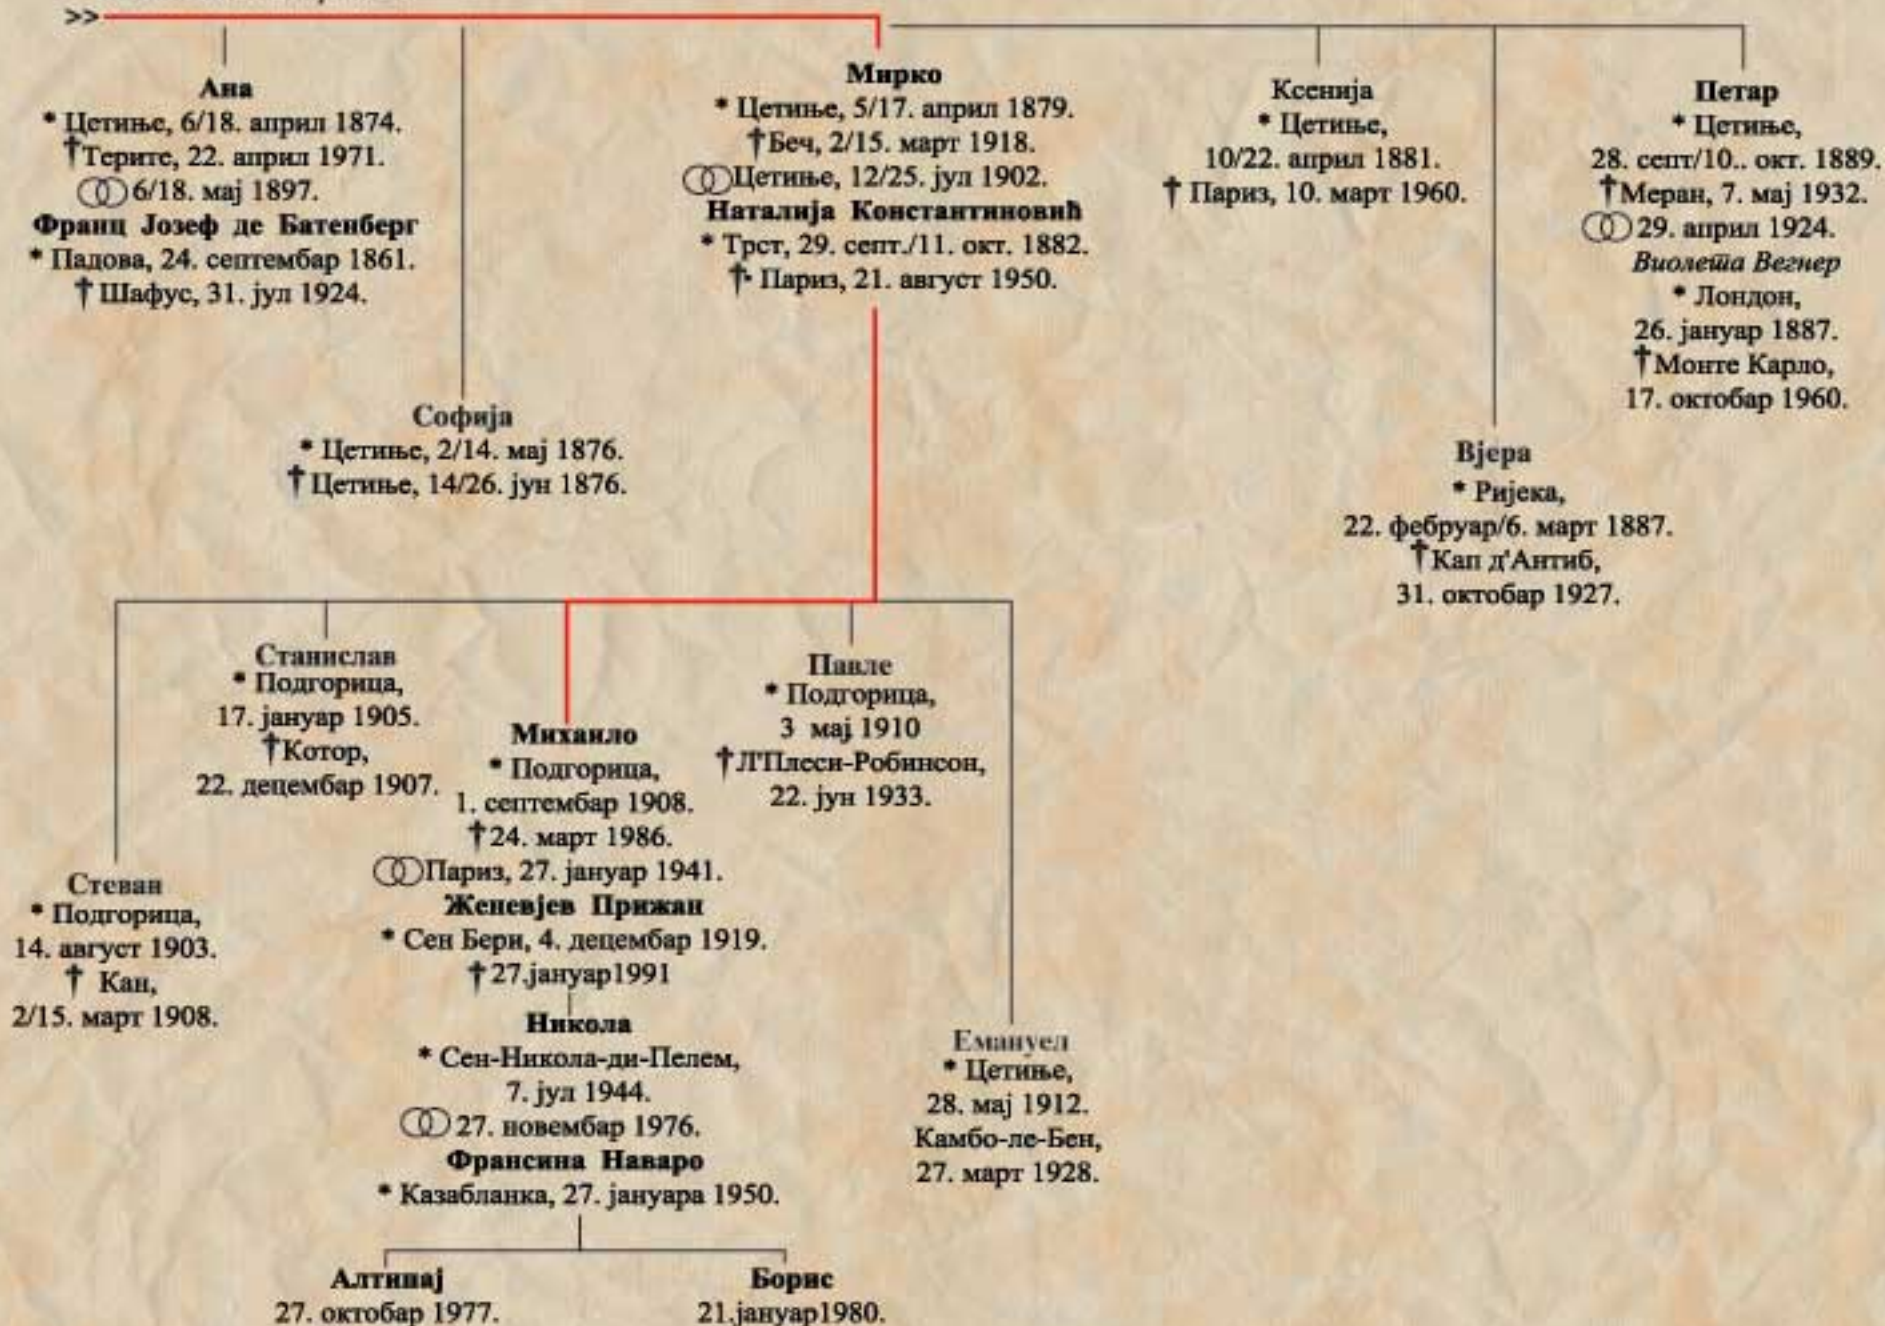 >>
Ана
* Цетиње, 6/18. април 1874.
† Терите, 22. април 1971.
6/18. мај 1897.
Франц Јозеф де Батенберг
* Падова, 24. септембар 1861.
† Шафус, 31. јул 1924.
Софија
* Цетиње, 2/14. мај 1876.
† Цетиње, 14/26. јун 1876.
Мирко
* Цетиње, 5/17. април 1879.
† Беч, 2/15. март 1918.
Цетиње, 12/25. јул 1902.
Наталија Константиновић
* Трст, 29. септ./11. окт. 1882.
† Париз, 21. август 1950.
Ксенија
* Цетиње,
10/22. април 1881.
† Париз, 10. март 1960.
Вјера
* Ријека,
22. фебруар/6. март 1887.
† Кап д'Антиб,
31. октобар 1927.
Петар
* Цетиње,
28. септ/10.. окт. 1889.
† Меран, 7. мај 1932.
29. април 1924.
Виолета Вегнер
* Лондон,
26. јануар 1887.
† Монте Карло,
17. октобар 1960.
Стеван
* Подгорица,
14. август 1903.
† Кан,
2/15. март 1908.
Станислав
* Подгорица,
17. јануар 1905.
† Котор,
22. децембар 1907.
Михаило
* Подгорица,
1. септембар 1908.
† 24. март 1986.
Париз, 27. јануар 1941.
Женевјев Прижан
* Сен Бери, 4. децембар 1919.
† 27.јануар1991
Павле
* Подгорица,
3 мај 1910
† Л'Плеси-Робинсон,
22. јун 1933.
Емануел
* Цетиње,
28. мај 1912.
Камбо-ле-Бен,
27. март 1928.
Никола
* Сен-Никола-ди-Пелем,
7. јул 1944.
27. новембар 1976.
Франсина Наваро
* Казабланка, 27. јануара 1950.
Алтинај
27. октобар 1977.
Борис
21.јануар1980.